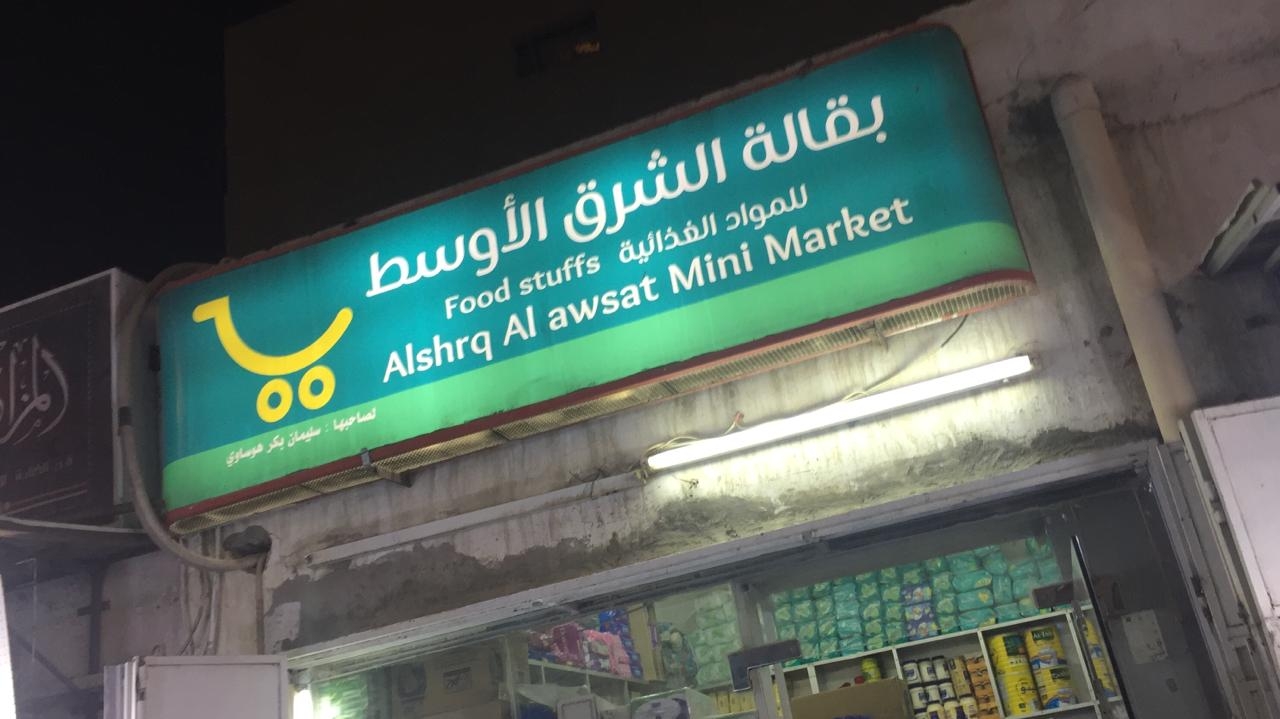 بقالة الشرق الأوسط
للمواد الغذائية Food stuffs
Alshrq Al awsat Mini Market
لصاحبها : سليمان بكر هوساوي